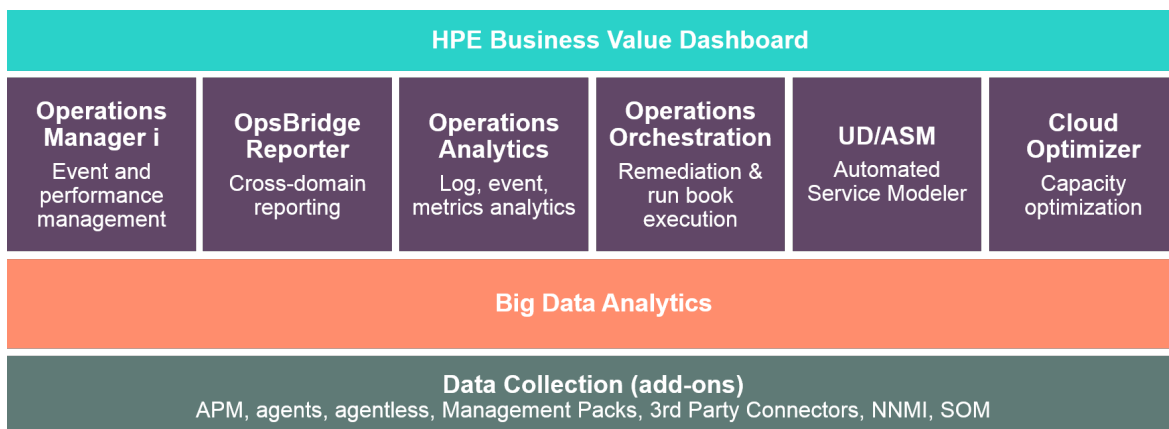 HPE Business Value Dashboard
Operations
Manager i
Event and
performance
management
OpsBridge
Reporter
Cross-domain
reporting
Operations
Analytics
Log, event,
metrics analytics
Operations
Orchestration
Remediation &
run book
execution
UD/ASM
Automated
Service Modeler
Cloud
Optimizer
Capacity
optimization
Big Data Analytics
Data Collection (add-ons)
APM, agents, agentless, Management Packs, 3rd Party Connectors, NNMI, SOM